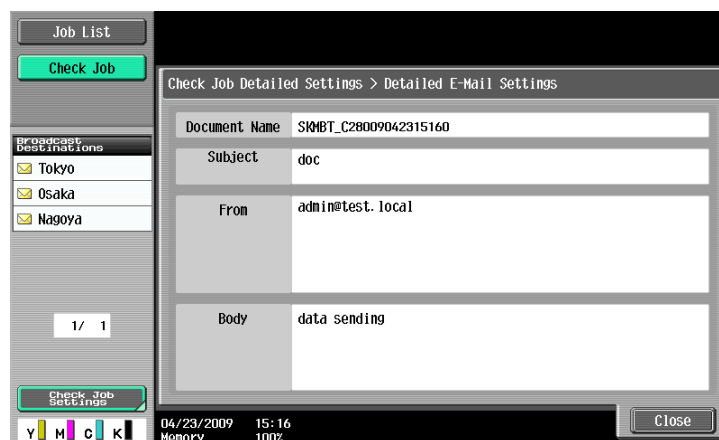 Job List
Check Job
Check Job Detailed Settings > Detailed E-Mail Settings
Document Name SKMBT_C28009042315160
Subject doc
From admin@test.local
Body data sending
Broadcast
Destinations
Tokyo
Osaka
Nagoya
1/ 1
Check Job
Settings
Y M C K
04/23/2009 15:16
Memory 100%
Close